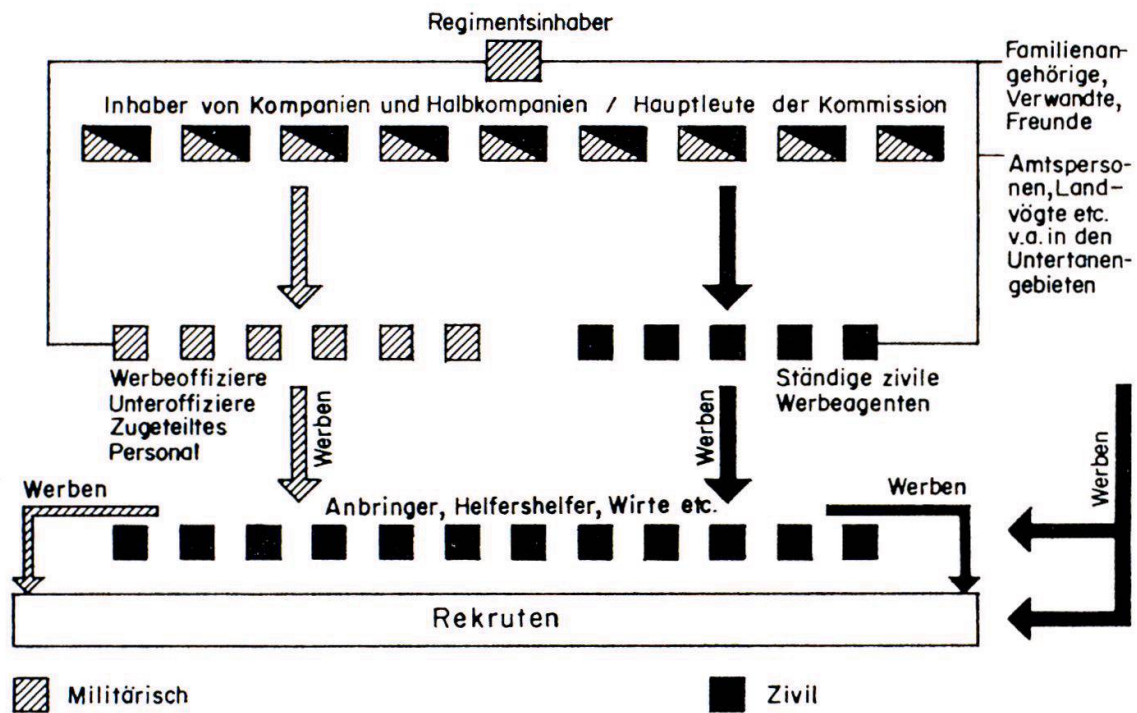 Regimentsinhaber
Familienan-
gehörige,
Verwandte,
Freunde
Inhaber von Kompanien und Halbkompanien / Hauptleute der Kommission
Amtsperso-
nen, Land-
vögte etc.
v.a. in den
Untertanen-
gebieten
Werbeoffiziere
Unteroffiziere
Zugeteiltes
Personal
Werben
Werben
Ständige zivile
Werbeagenten
Werben
Werben
Anbringer, Helfershelfer, Wirte etc.
Werben
Rekruten
Militärisch
Zivil